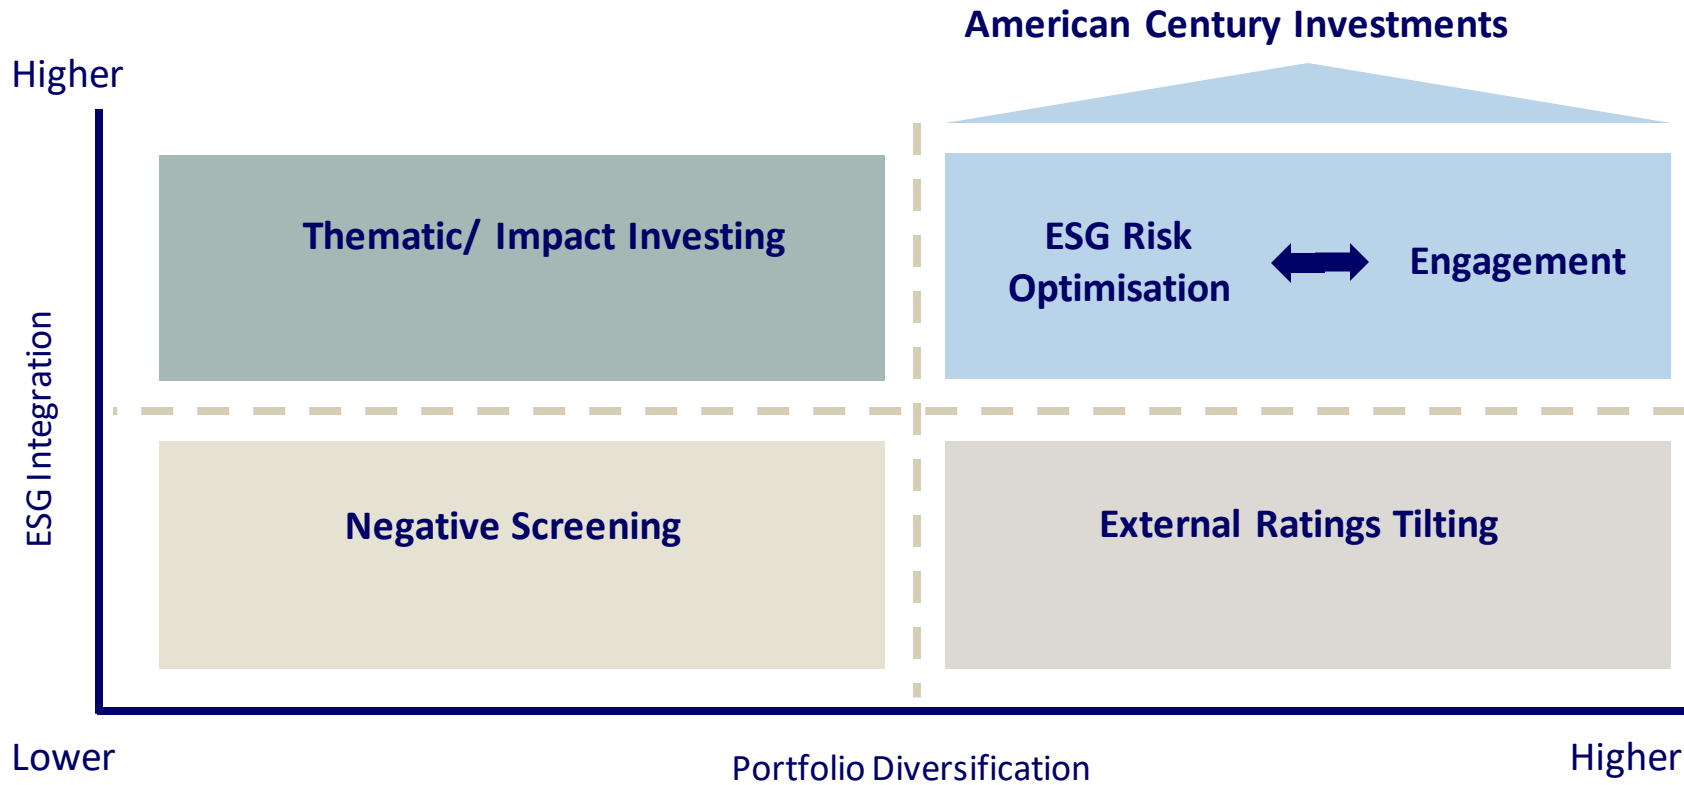 American Century Investments
Higher
Thematic/ Impact Investing
ESG Risk
Optimisation
Engagement
ESG Integration
Negative Screening
External Ratings Tilting
Lower
Portfolio Diversification
Higher